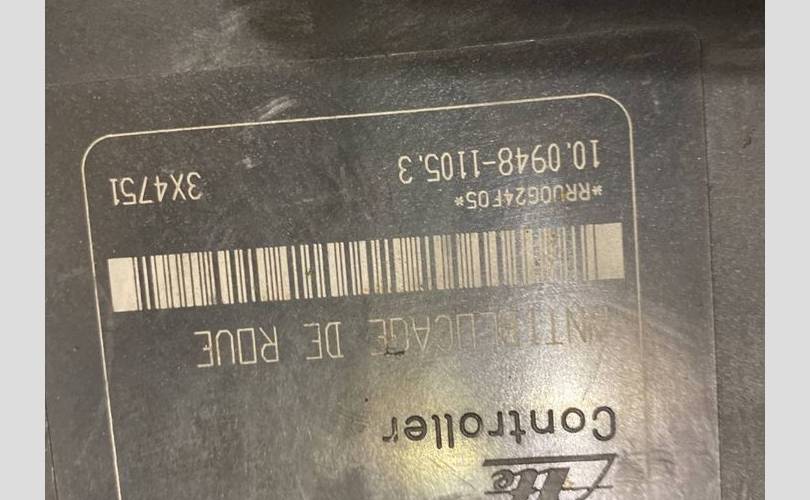 Controller
ANTIBLOCAGE DE ROUE
*RRU0G24F05*
10.0948-1105.3 3X4751